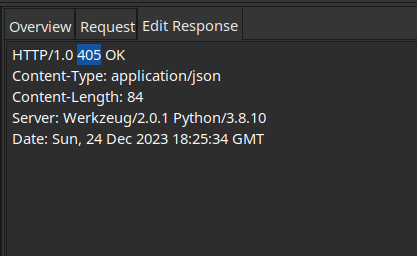 Overview Request Edit Response
HTTP/1.0 405 OK
Content-Type: application/json
Content-Length: 84
Server: Werkzeug/2.0.1 Python/3.8.10
Date: Sun, 24 Dec 2023 18:25:34 GMT